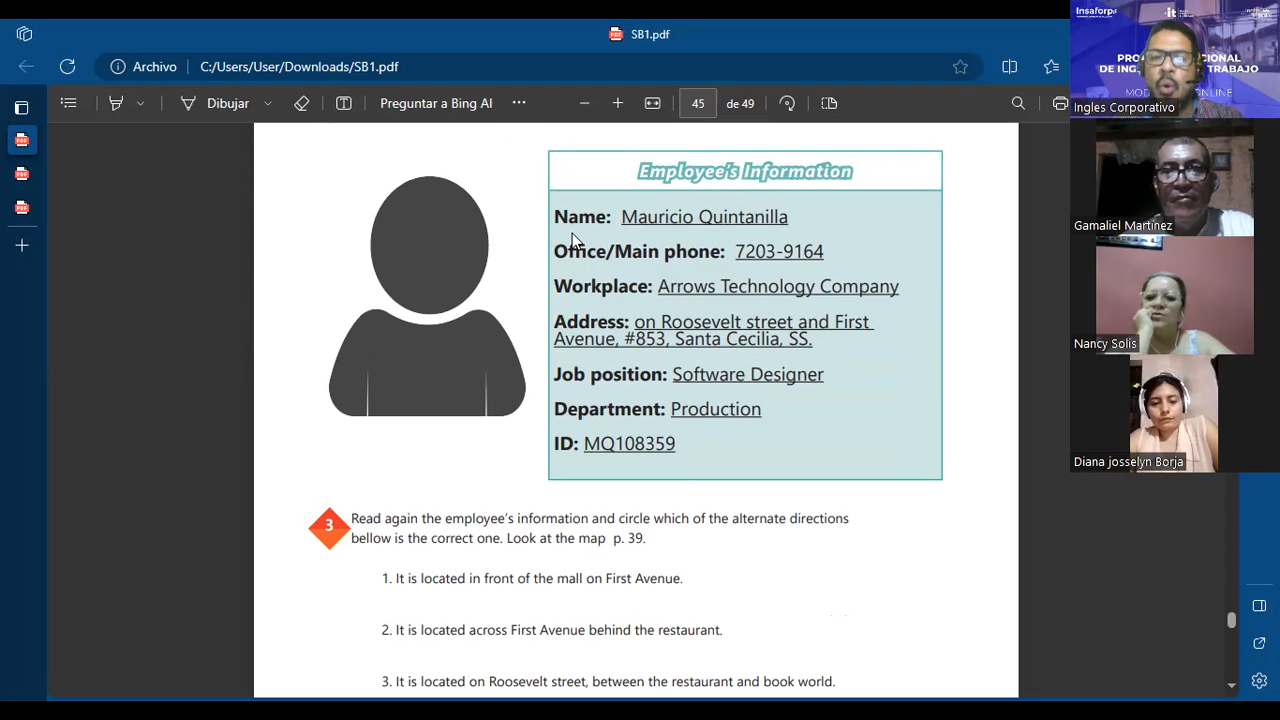 SB1.pdf
Archivo
C:/Users/User/Downloads/SB1.pdf
Dibujar
Preguntar a Bing AI
45
de 49
Employee's Information
Name: Mauricio Quintanilla
Office/Main phone: 7203-9164
Workplace: Arrows Technology Company
Address: on Roosevelt street and First
Avenue, #853, Santa Cecilia, SS.
Job position: Software Designer
Department: Production
ID: MQ108359
3
Read again the employee's information and circle which of the alternate directions
bellow is the correct one. Look at the map p. 39.
1. It is located in front of the mall on First Avenue.
2. It is located across First Avenue behind the restaurant.
3. It is located on Roosevelt street, between the restaurant and book world.
Insaforp
.it
Ingles Corporativo
Gamaliel Martínez
Nancy Solis
Diana josselyn Borja